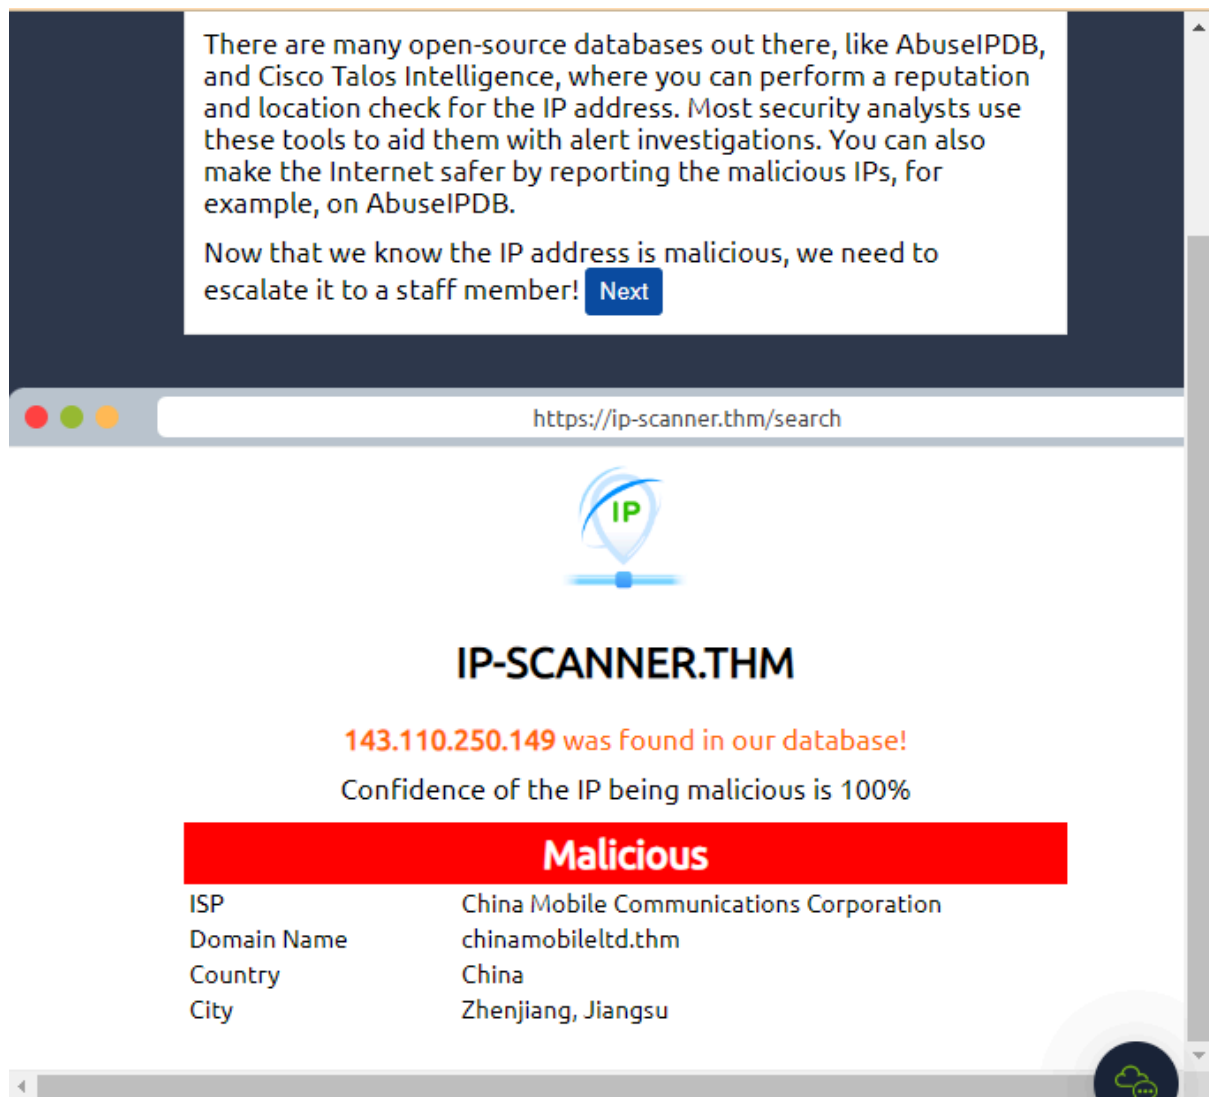 There are many open-source databases out there, like AbuseIPDB,
and Cisco Talos Intelligence, where you can perform a reputation
and location check for the IP address. Most security analysts use
these tools to aid them with alert investigations. You can also
make the Internet safer by reporting the malicious IPs, for
example, on AbuseIPDB.
Now that we know the IP address is malicious, we need to
escalate it to a staff member! Next
https://ip-scanner.thm/search
IP
IP-SCANNER.THM
143.110.250.149 was found in our database!
Confidence of the IP being malicious is 100%
Malicious
ISP China Mobile Communications Corporation
Domain Name chinamobileltd.thm
Country China
City Zhenjiang, Jiangsu